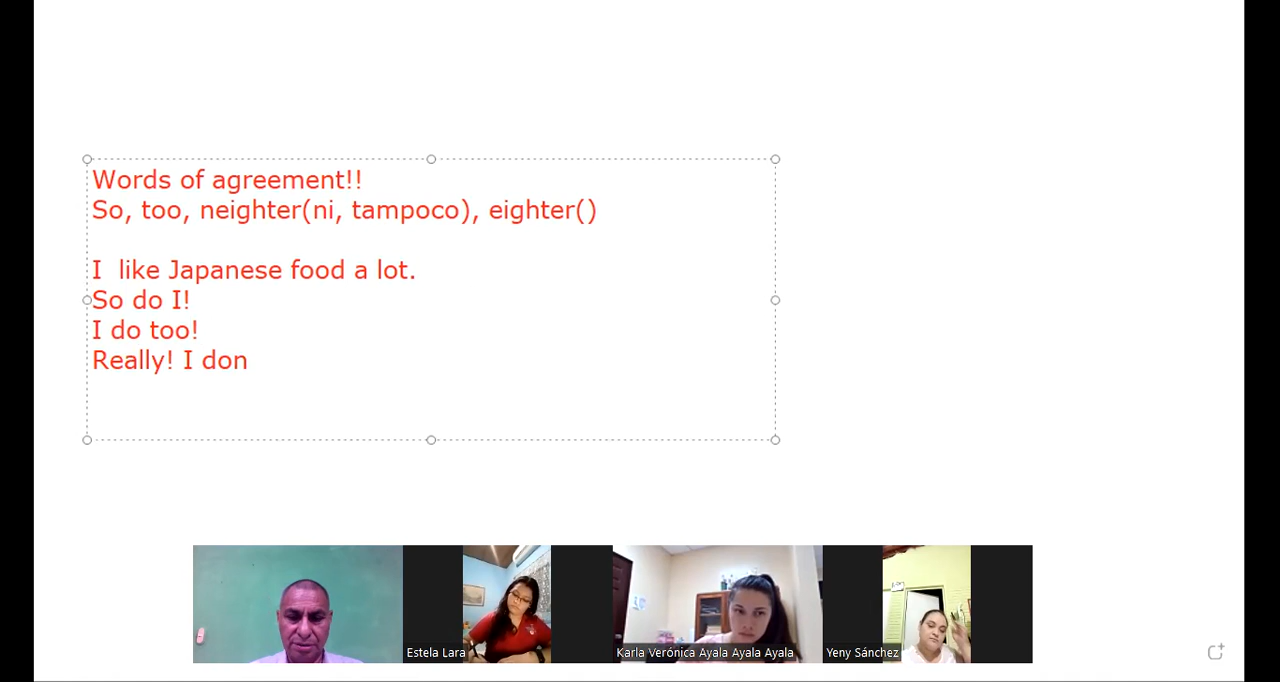 Words of agreement!!
So, too, neighter(ni, tampoco), eighter()
I  like Japanese food a lot.
So do I!
I do too!
Really! I don
Estela Lara
Karla Verónica Ayala Ayala Ayala
Yeny Sánchez